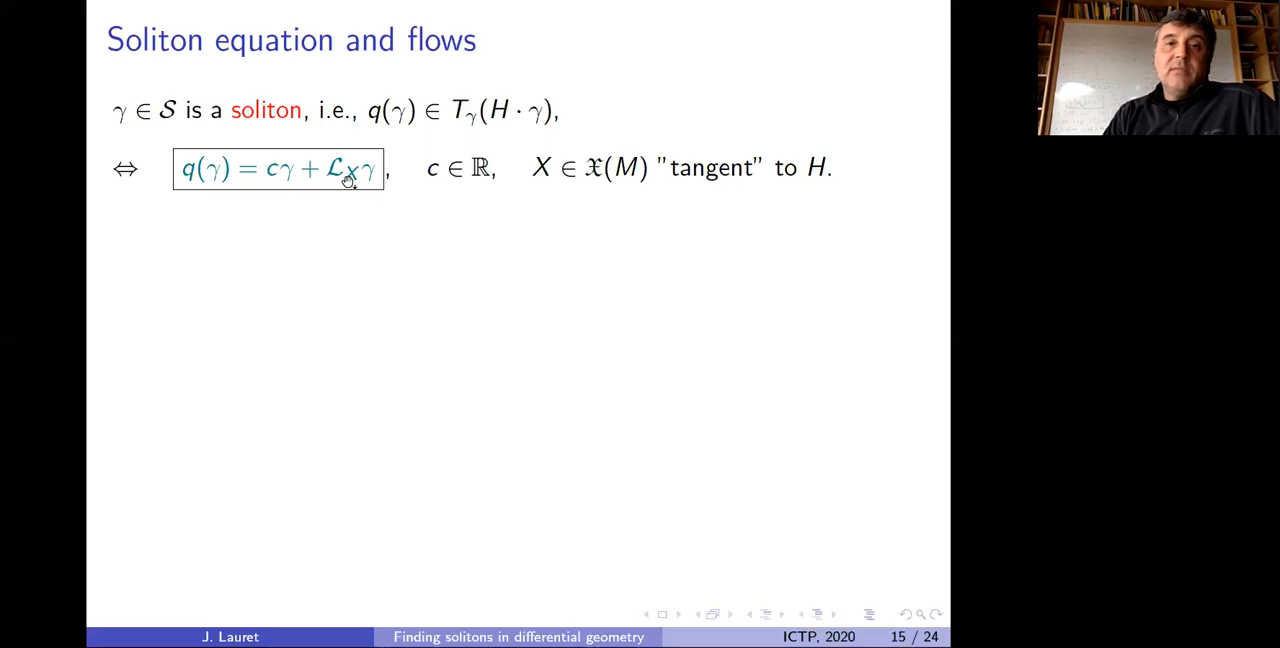 Soliton equation and flows
γ ∈ 𝒮 is a soliton, i.e., q(γ) ∈ T_γ(H · γ),
⇔ q(γ) = cγ + ℒ_Xγ, c ∈ ℝ, X ∈ 𝔛(M) "tangent" to H.
J. Lauret Finding solitons in differential geometry ICTP, 2020 15 / 24